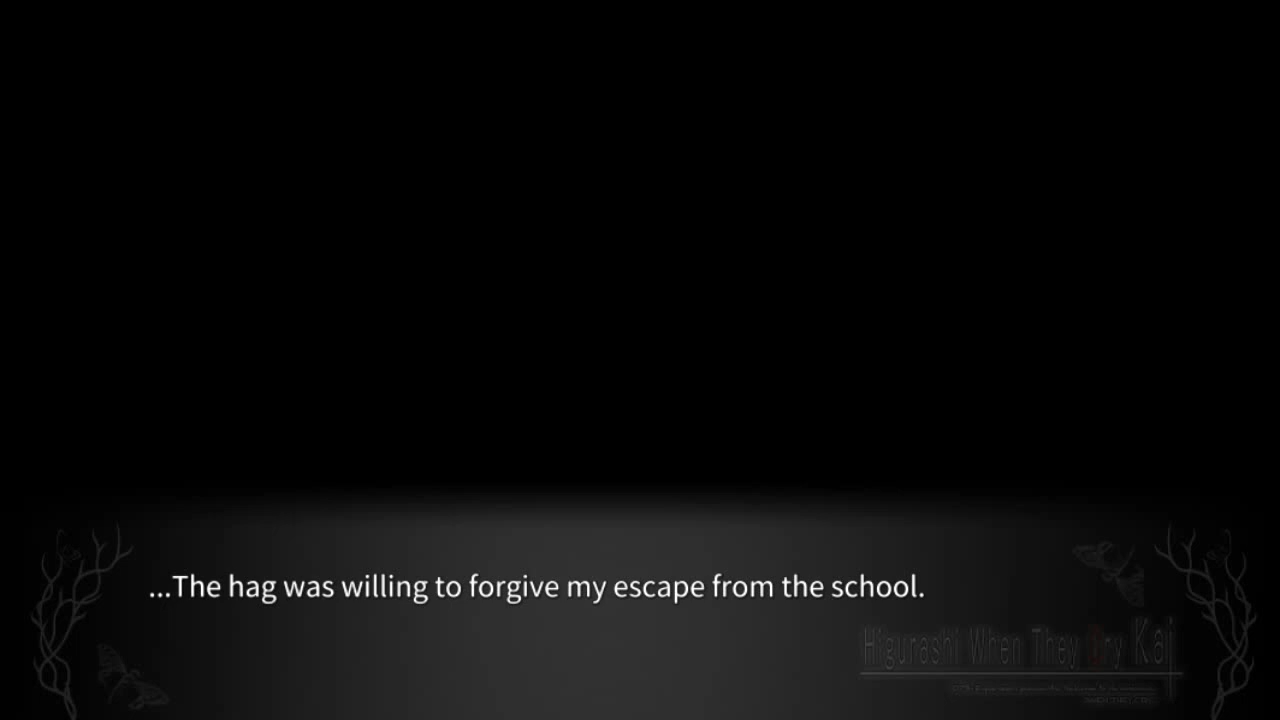 ...The hag was willing to forgive my escape from the school.
Higurashi When They Cry Kai